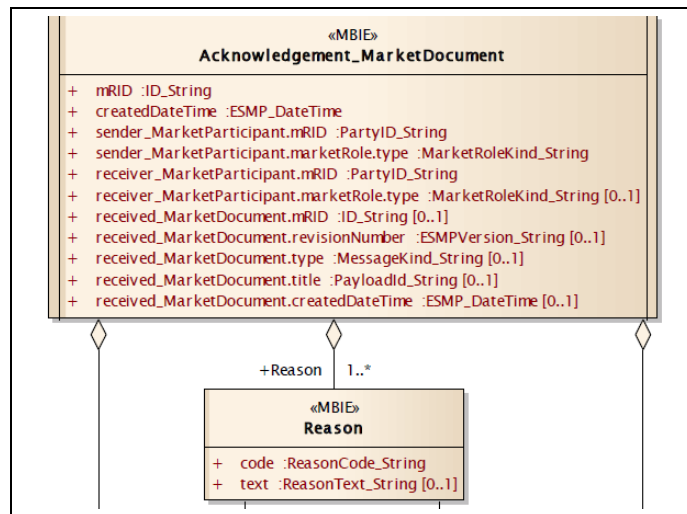 «MBIE»
Acknowledgement_MarketDocument
+ mRID :ID_String
+ createdDateTime :ESMP_DateTime
+ sender_MarketParticipant.mRID :PartyID_String
+ sender_MarketParticipant.marketRole.type :MarketRoleKind_String
+ receiver_MarketParticipant.mRID :PartyID_String
+ receiver_MarketParticipant.marketRole.type :MarketRoleKind_String [0..1]
+ received_MarketDocument.mRID :ID_String [0..1]
+ received_MarketDocument.revisionNumber :ESMPVersion_String [0..1]
+ received_MarketDocument.type :MessageKind_String [0..1]
+ received_MarketDocument.title :PayloadId_String [0..1]
+ received_MarketDocument.createdDateTime :ESMP_DateTime [0..1]
+Reason 1..*
«MBIE»
Reason
+ code :ReasonCode_String
+ text :ReasonText_String [0..1]